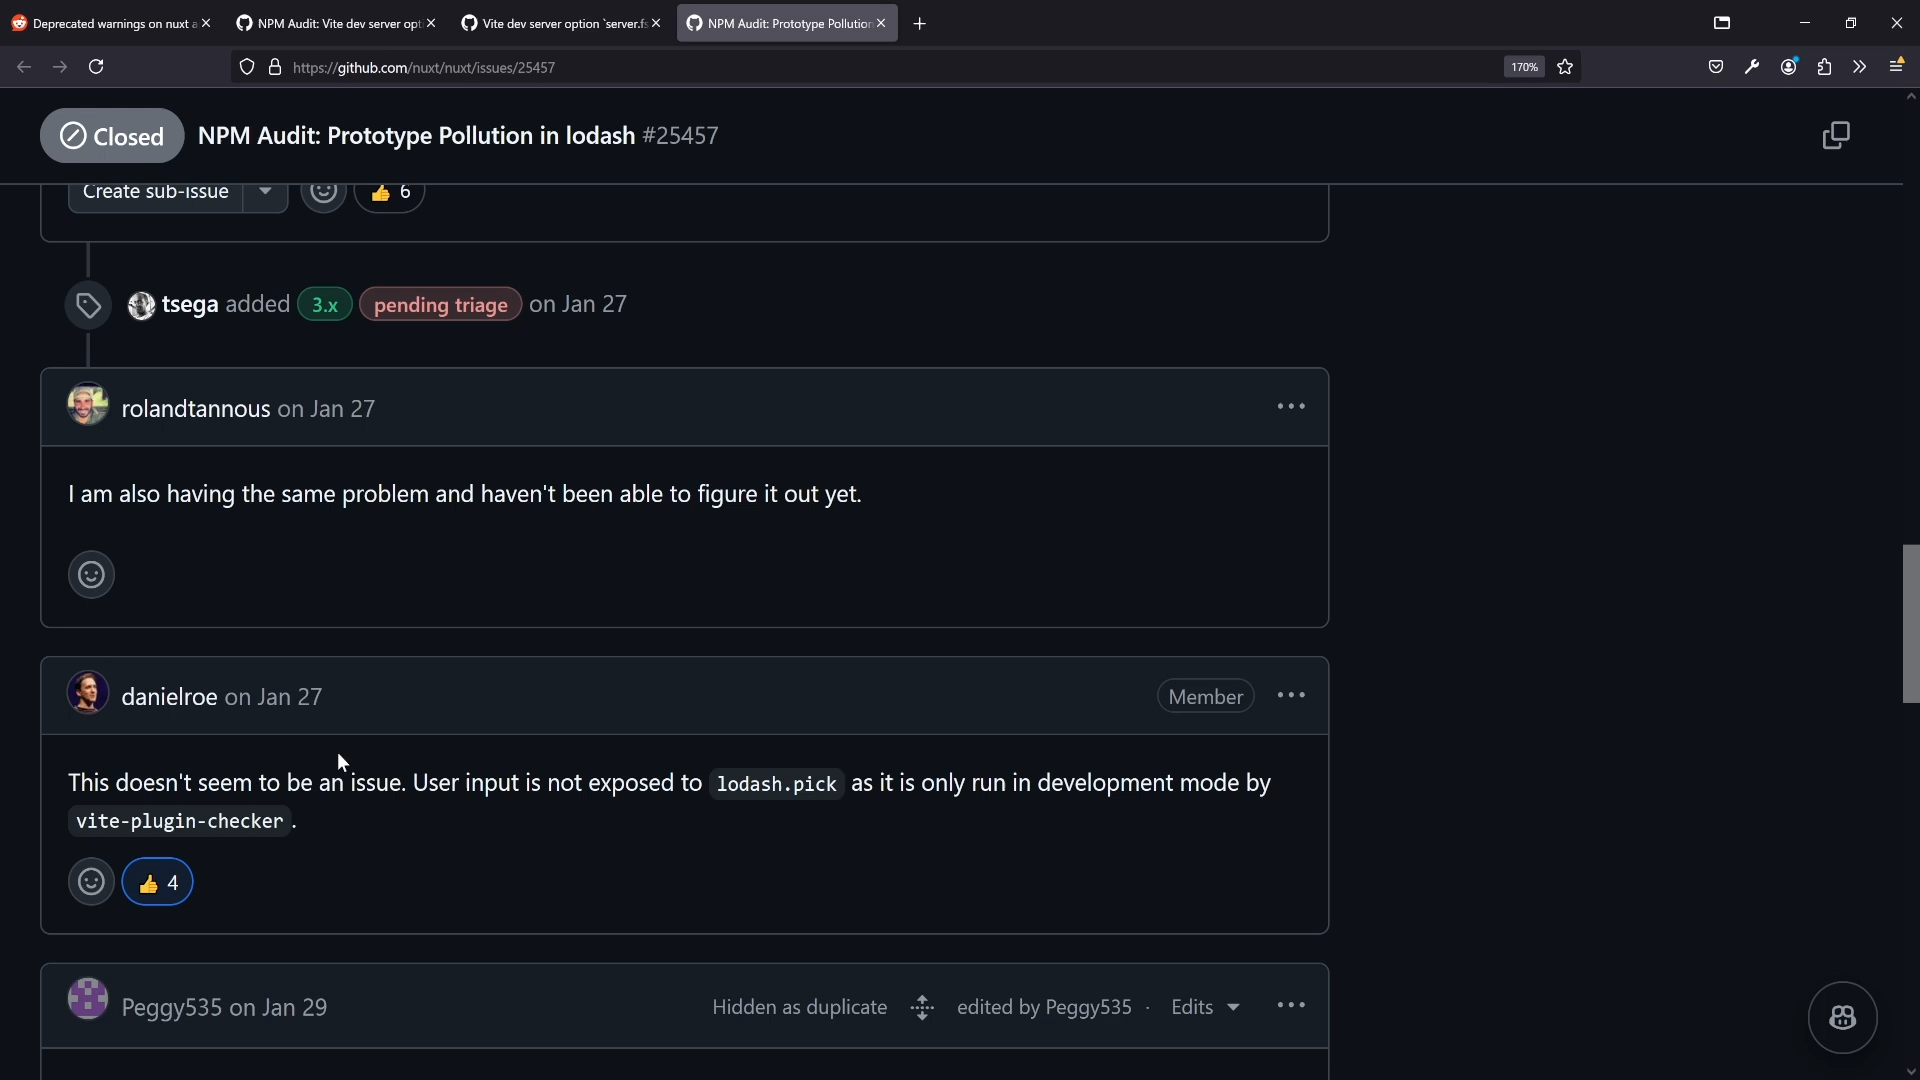 Deprecated warnings on nuxt a
NPM Audit: Vite dev server opti
Vite dev server option `server.fs
NPM Audit: Prototype Pollution
https://github.com/nuxt/nuxt/issues/25457
170%
Closed
NPM Audit: Prototype Pollution in lodash #25457
Create sub-issue
👍 6
tsega added 3.x pending triage on Jan 27
rolandtannous on Jan 27
I am also having the same problem and haven't been able to figure it out yet.
danielroe on Jan 27
Member
This doesn't seem to be an issue. User input is not exposed to lodash.pick as it is only run in development mode by
vite-plugin-checker .
👍 4
Peggy535 on Jan 29
Hidden as duplicate
edited by Peggy535 · Edits